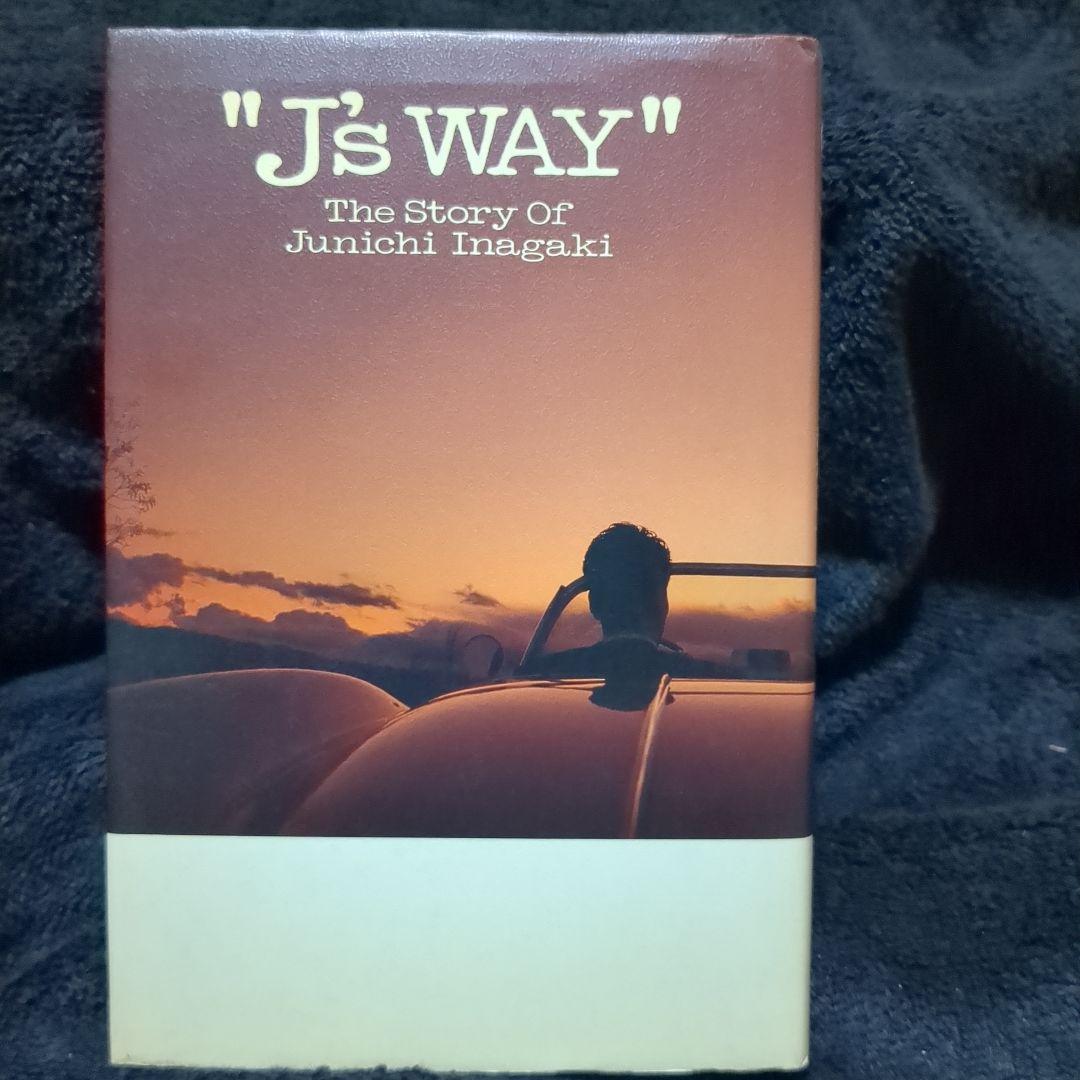 "J's WAY"
The Story Of
Junichi Inagaki